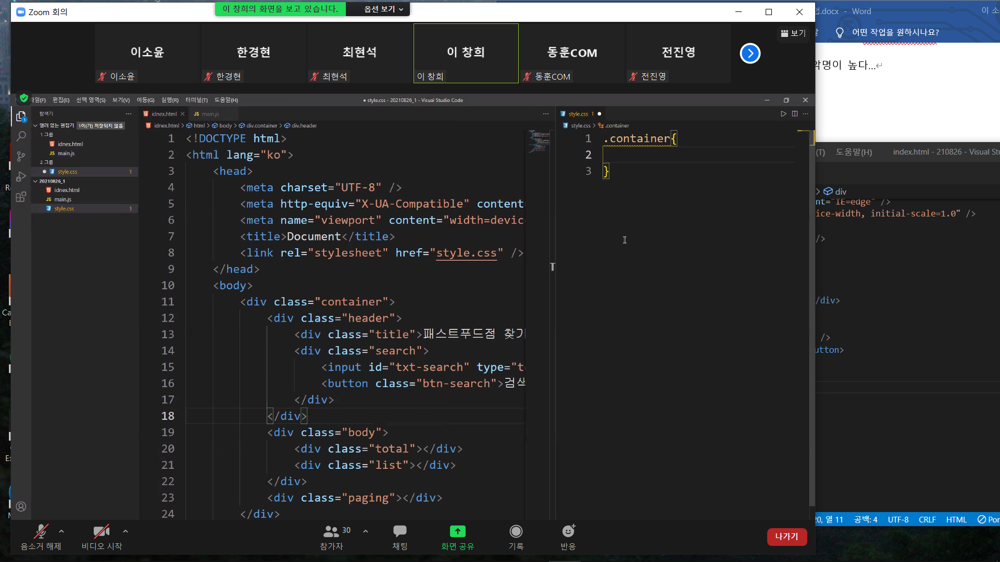 Zoom 회의
이 창희의 화면을 보고 있습니다.
옵션 보기
.docx - Word
이 소
어떤 작업을 원하시나요?
악명이 높다...
보기
이소윤
한경현
최현석
이 창희
동훈COM
전진영
이소윤
한경현
최현석
이 창희
동훈COM
전진영
파일(F) 편집(E) 선택 영역(S) 보기(V) 이동(G) 실행(R) 터미널(T) 도움말(H)
● style.css - 20210826_1 - Visual Studio Code
탐색기
열려 있는 편집기 1이(가) 저장되지 않음
1 그룹
idnex.html
JS main.js
2 그룹
style.css 1
20210826_1
idnex.html
JS main.js
style.css 1
idnex.html
JS main.js
idnex.html > html > body > div.container > div.header
1 <!DOCTYPE html>
2 <html lang="ko">
3 <head>
4 <meta charset="UTF-8" />
5 <meta http-equiv="X-UA-Compatible" content
6 <meta name="viewport" content="width=devic
7 <title>Document</title>
8 <link rel="stylesheet" href="style.css" />
9 </head>
10 <body>
11 <div class="container">
12 <div class="header">
13 <div class="title">패스트푸드점 찾기
14 <div class="search">
15 <input id="txt-search" type="t
16 <button class="btn-search">검색
17 </div>
18 </div>
19 <div class="body">
20 <div class="total"></div>
21 <div class="list"></div>
22 </div>
23 <div class="paging"></div>
24 </div>
style.css 1 ●
style.css > .container
1 .container{
2
3 }
(T) 도움말(H) index.html - 210826 - Visual Stu
> div
nt="IE=edge" />
ice-width, initial-scale=1.0" />
/>
/div>
/>
utton>
20, 열 11 공백: 4 UTF-8 CRLF HTML Por
음소거 해제
비디오 시작
30
참가자
채팅
화면 공유
기록
반응
나가기